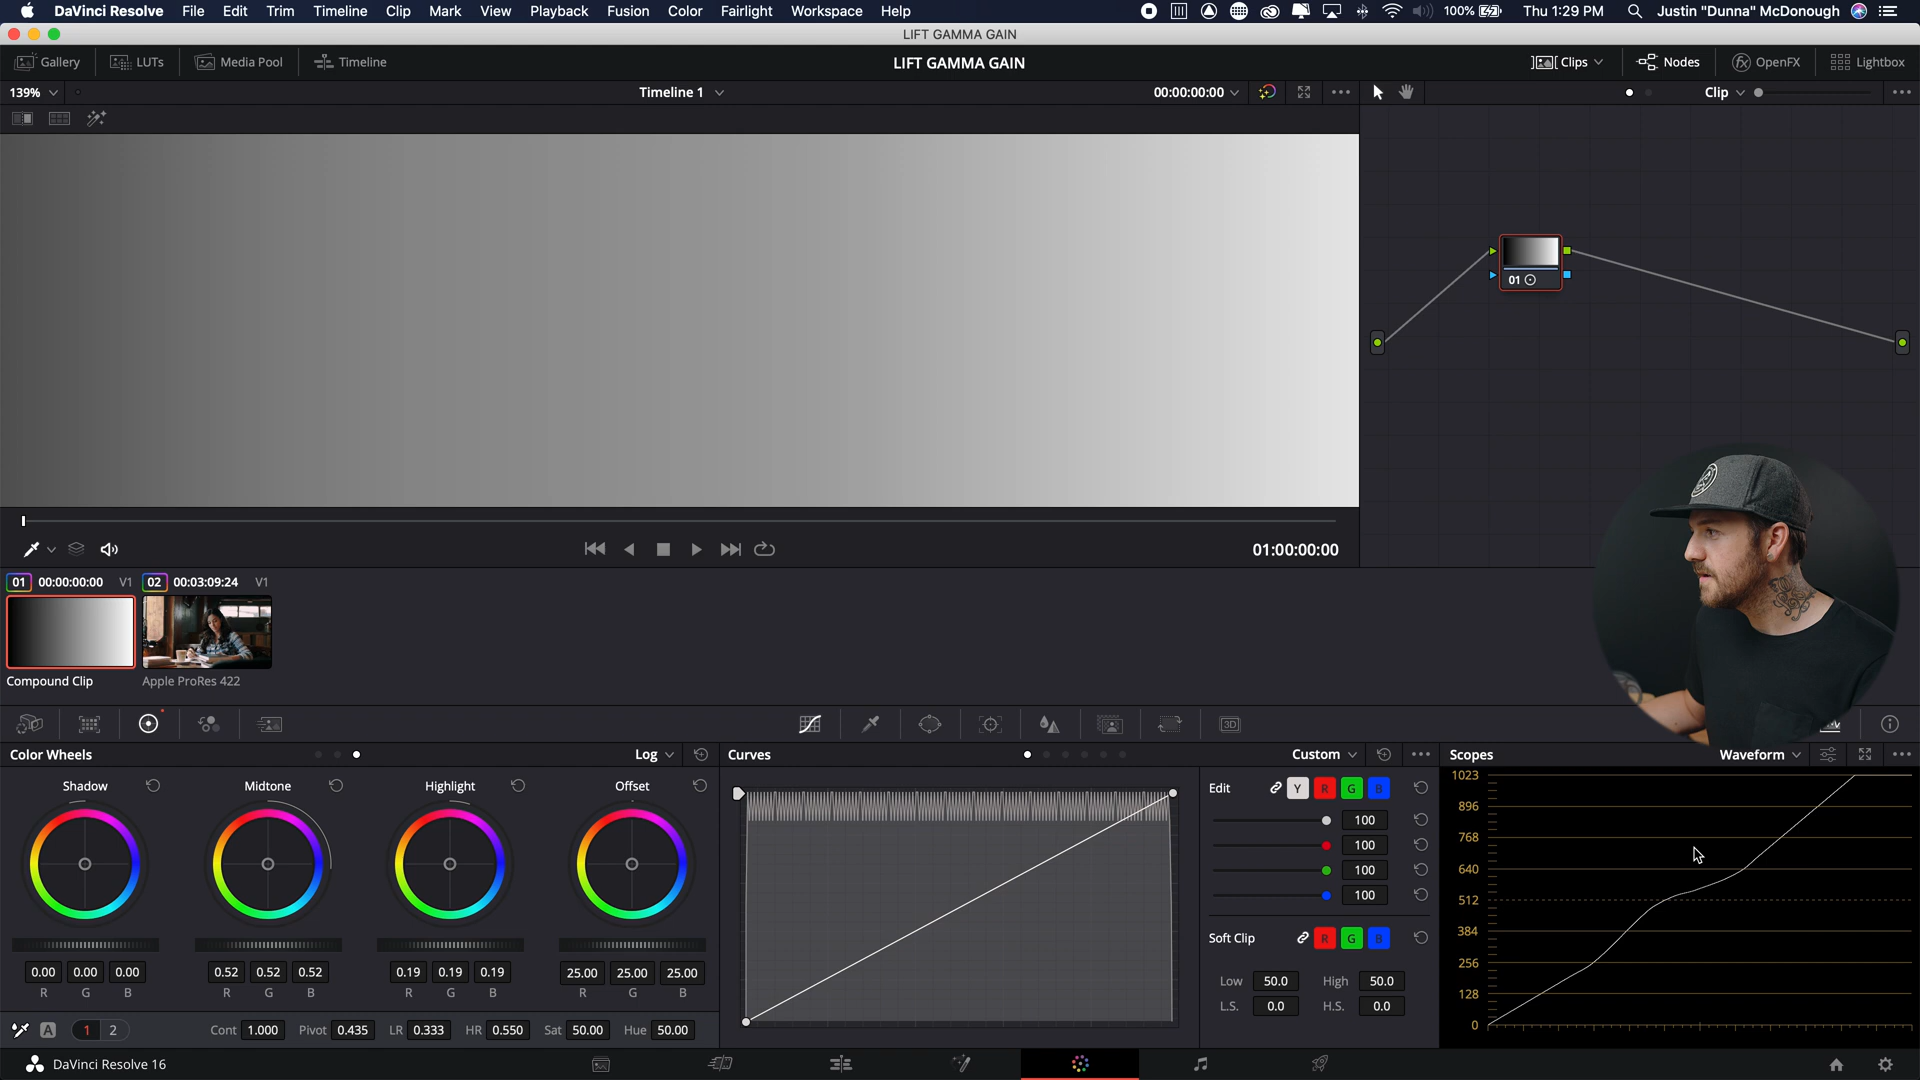 DaVinci Resolve File Edit Trim Timeline Clip Mark View Playback Fusion Color Fairlight Workspace Help 100% Thu 1:29 PM Justin "Dunna" McDonough
LIFT GAMMA GAIN
Gallery LUTs Media Pool Timeline LIFT GAMMA GAIN Clips Nodes OpenFX Lightbox
139% Timeline 1 00:00:00:00 Clip
01
01:00:00:00
01 00:00:00:00 V1 02 00:03:09:24 V1
Compound Clip Apple ProRes 422
3D
Color Wheels Log Curves Custom Scopes Waveform
Shadow Midtone Highlight Offset
Edit Y R G B
100
100
100
100
Soft Clip R G B
Low 50.0 High 50.0
L.S. 0.0 H.S. 0.0
1023
896
768
640
512
384
256
128
0
0.00 0.00 0.00 0.52 0.52 0.52 0.19 0.19 0.19 25.00 25.00 25.00
R G B R G B R G B R G B
A 1 2 Cont 1.000 Pivot 0.435 LR 0.333 HR 0.550 Sat 50.00 Hue 50.00
DaVinci Resolve 16